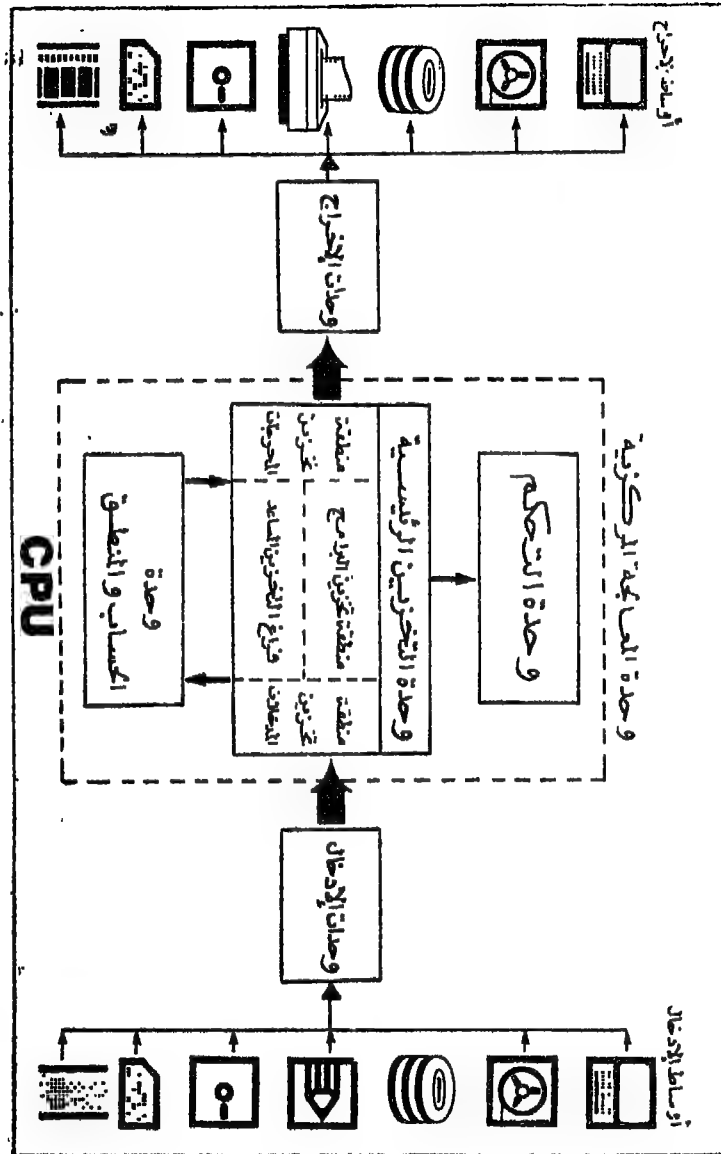 أوساط الإخراج
وحدات الإخراج
وحدة المعالجة المركزية
وحدة التحكم
وحدة التخزين الرئيسية
منطقة
تخزين
المخرجات
منطقة تخزين البرامج
فراغ التخزين المساعد
منطقة
تخزين
المدخلات
وحدة
الحساب والمنطق
CPU
وحدات الإدخال
أوساط الإدخال